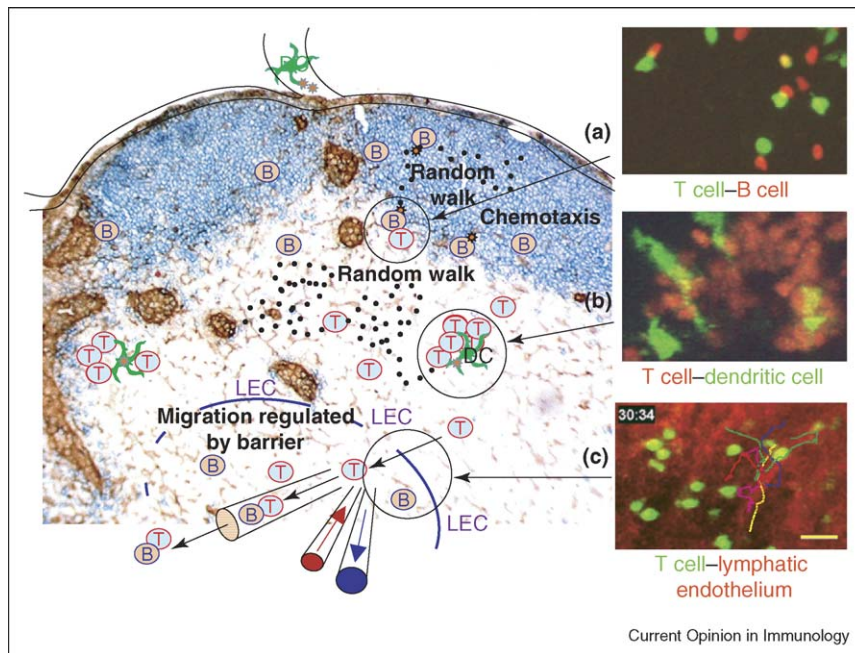 DC
B
B
B
(a)
Random
walk
B
B
T
Chemotaxis
T cell–B cell
B
B
B
B
Random walk
(b)
T
T
T
T
T
T
DC
T
T
T
T
T
T cell–dendritic cell
LEC
Migration regulated
by barrier
LEC
30:34
T
(c)
B
T
T
B
LEC
B
T
T cell–lymphatic
endothelium
T
B
Current Opinion in Immunology